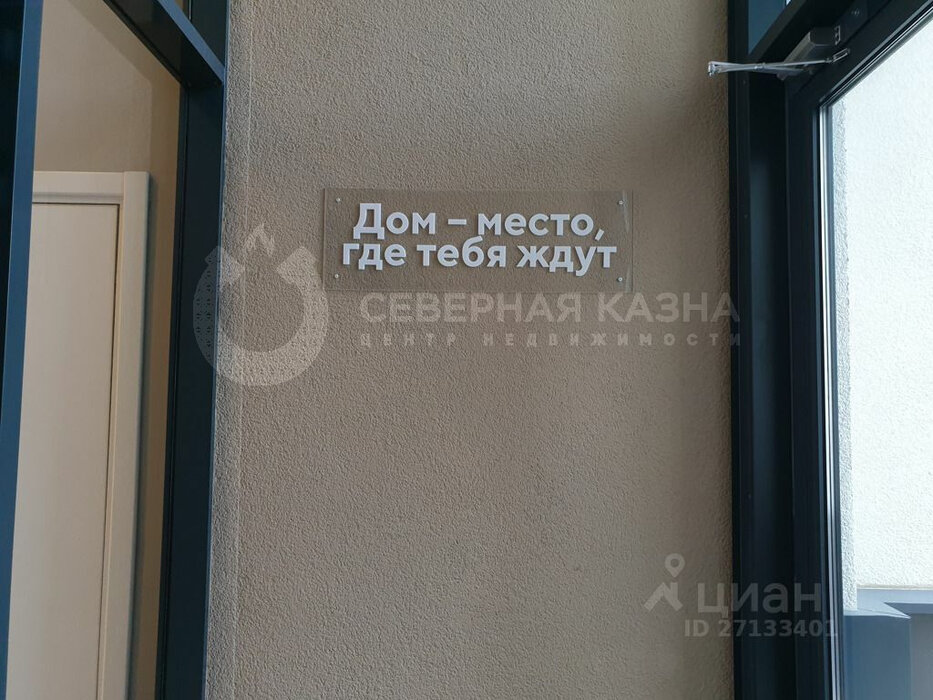 Дом – место,
где тебя ждут
СЕВЕРНАЯ КАЗНА
ЦЕНТР НЕДВИЖИМОСТИ
циан
ID 27133401